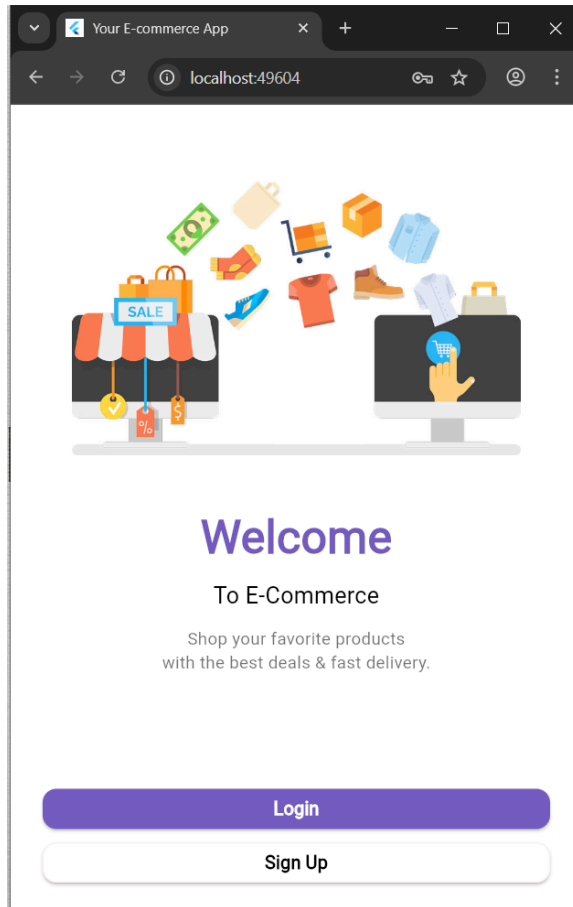 Your E-commerce App
localhost:49604
SALE
%
$
Welcome
To E-Commerce
Shop your favorite products
with the best deals & fast delivery.
Login
Sign Up